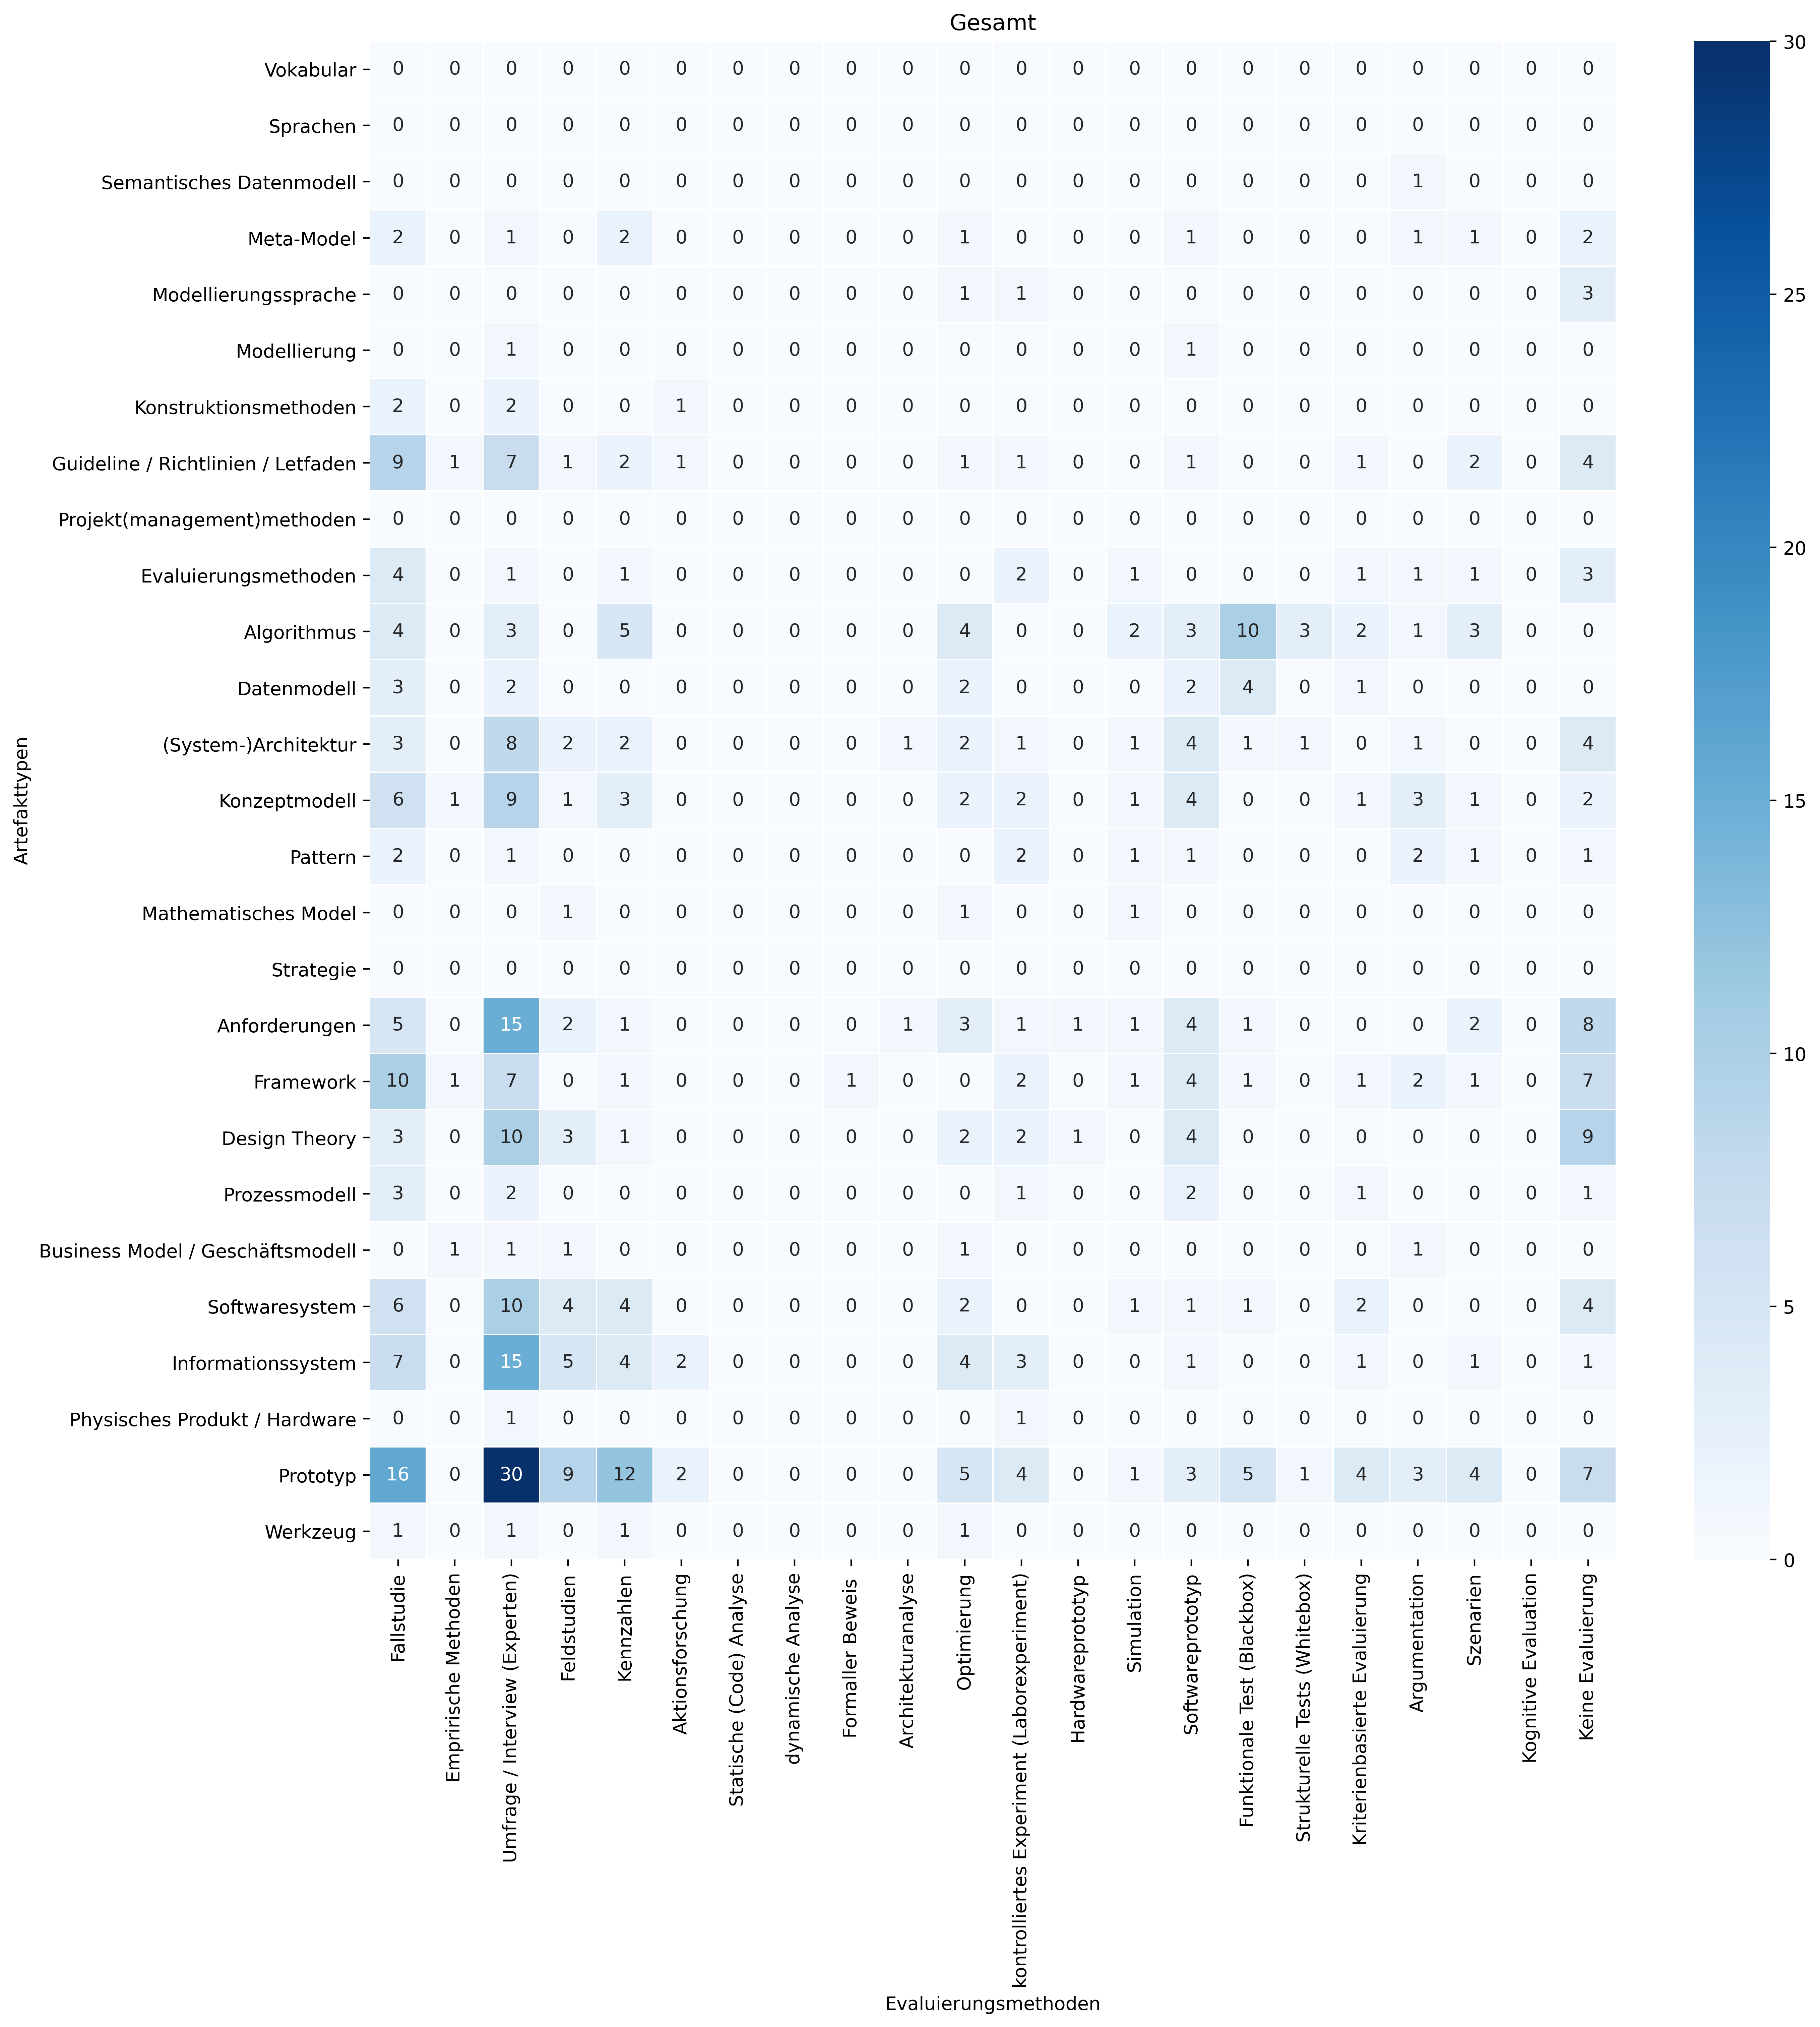 Gesamt
Artefakttypen
Vokabular 0 0 0 0 0 0 0 0 0 0 0 0 0 0 0 0 0 0 0 0 0 0
Sprachen 0 0 0 0 0 0 0 0 0 0 0 0 0 0 0 0 0 0 0 0 0 0
Semantisches Datenmodell 0 0 0 0 0 0 0 0 0 0 0 0 0 0 0 0 0 0 1 0 0 0
Meta-Model 2 0 1 0 2 0 0 0 0 0 1 0 0 0 1 0 0 0 1 1 0 2
Modellierungssprache 0 0 0 0 0 0 0 0 0 0 1 1 0 0 0 0 0 0 0 0 0 3
Modellierung 0 0 1 0 0 0 0 0 0 0 0 0 0 0 1 0 0 0 0 0 0 0
Konstruktionsmethoden 2 0 2 0 0 1 0 0 0 0 0 0 0 0 0 0 0 0 0 0 0 0
Guideline / Richtlinien / Letfaden 9 1 7 1 2 1 0 0 0 0 1 1 0 0 1 0 0 1 0 2 0 4
Projekt(management)methoden 0 0 0 0 0 0 0 0 0 0 0 0 0 0 0 0 0 0 0 0 0 0
Evaluierungsmethoden 4 0 1 0 1 0 0 0 0 0 0 2 0 1 0 0 0 1 1 1 0 3
Algorithmus 4 0 3 0 5 0 0 0 0 0 4 0 0 2 3 10 3 2 1 3 0 0
Datenmodell 3 0 2 0 0 0 0 0 0 0 2 0 0 0 2 4 0 1 0 0 0 0
(System-)Architektur 3 0 8 2 2 0 0 0 0 1 2 1 0 1 4 1 1 0 1 0 0 4
Konzeptmodell 6 1 9 1 3 0 0 0 0 0 2 2 0 1 4 0 0 1 3 1 0 2
Pattern 2 0 1 0 0 0 0 0 0 0 0 2 0 1 1 0 0 0 2 1 0 1
Mathematisches Model 0 0 0 1 0 0 0 0 0 0 1 0 0 1 0 0 0 0 0 0 0 0
Strategie 0 0 0 0 0 0 0 0 0 0 0 0 0 0 0 0 0 0 0 0 0 0
Anforderungen 5 0 15 2 1 0 0 0 0 1 3 1 1 1 4 1 0 0 0 2 0 8
Framework 10 1 7 0 1 0 0 0 1 0 0 2 0 1 4 1 0 1 2 1 0 7
Design Theory 3 0 10 3 1 0 0 0 0 0 2 2 1 0 4 0 0 0 0 0 0 9
Prozessmodell 3 0 2 0 0 0 0 0 0 0 0 1 0 0 2 0 0 1 0 0 0 1
Business Model / Geschäftsmodell 0 1 1 1 0 0 0 0 0 0 1 0 0 0 0 0 0 0 1 0 0 0
Softwaresystem 6 0 10 4 4 0 0 0 0 0 2 0 0 1 1 1 0 2 0 0 0 4
Informationssystem 7 0 15 5 4 2 0 0 0 0 4 3 0 0 1 0 0 1 0 1 0 1
Physisches Produkt / Hardware 0 0 1 0 0 0 0 0 0 0 0 1 0 0 0 0 0 0 0 0 0 0
Prototyp 16 0 30 9 12 2 0 0 0 0 5 4 0 1 3 5 1 4 3 4 0 7
Werkzeug 1 0 1 0 1 0 0 0 0 0 1 0 0 0 0 0 0 0 0 0 0 0
Fallstudie
Emprirische Methoden
Umfrage / Interview (Experten)
Feldstudien
Kennzahlen
Aktionsforschung
Statische (Code) Analyse
dynamische Analyse
Formaller Beweis
Architekturanalyse
Optimierung
kontrolliertes Experiment (Laborexperiment)
Hardwareprototyp
Simulation
Softwareprototyp
Funktionale Test (Blackbox)
Strukturelle Tests (Whitebox)
Kriterienbasierte Evaluierung
Argumentation
Szenarien
Kognitive Evaluation
Keine Evaluierung
Evaluierungsmethoden
30
25
20
15
10
5
0